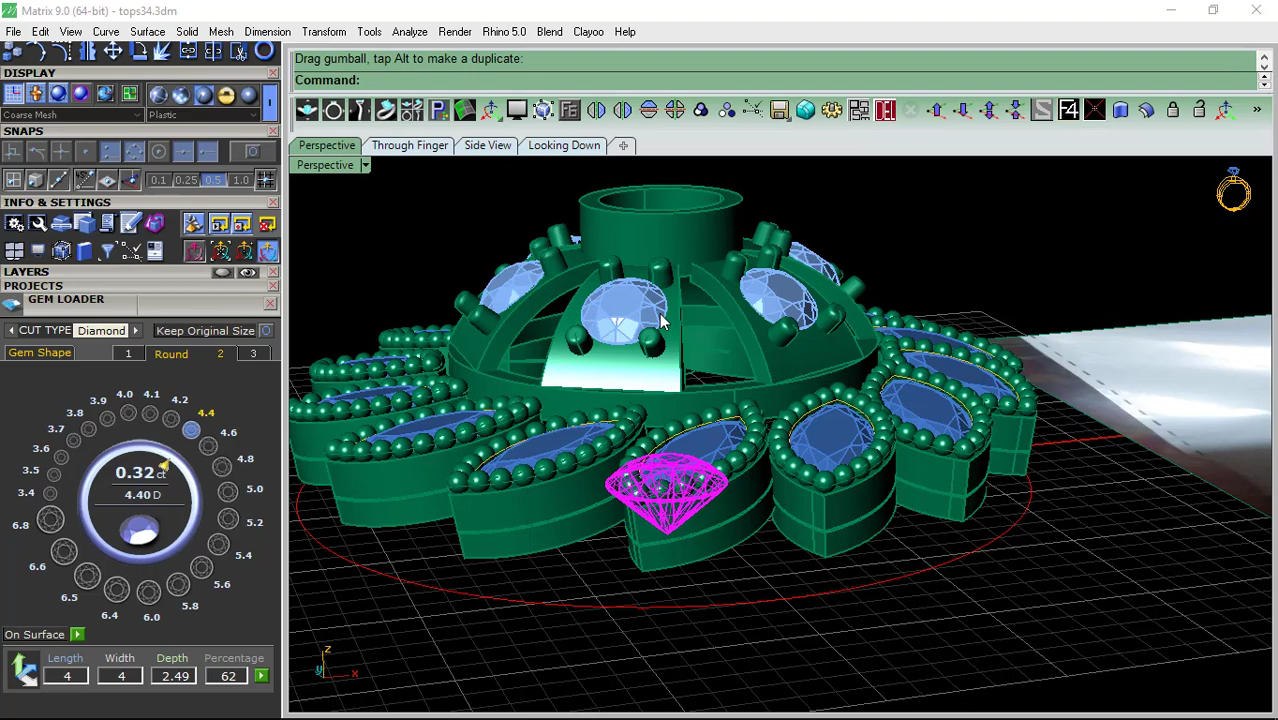 Matrix 9.0 (64-bit) - tops34.3dm
File Edit View Curve Surface Solid Mesh Dimension Transform Tools Analyze Render Rhino 5.0 Blend Clayoo Help
Drag gumball, tap Alt to make a duplicate:
Command:
DISPLAY
Coarse Mesh
Plastic
SNAPS
0.1 0.25 0.5 1.0
INFO & SETTINGS
LAYERS
PROJECTS
GEM LOADER
CUT TYPE Diamond Keep Original Size
Gem Shape 1 Round 2 3
F4
Perspective Through Finger Side View Looking Down
Perspective
3.4
3.5
3.6
3.7
3.8
3.9
4.0
4.1
4.2
4.4
4.6
4.8
5.0
5.2
5.4
5.6
5.8
6.0
6.4
6.5
6.6
6.8
0.32 ct
4.40 D
On Surface
Length Width Depth Percentage
4 4 2.49 62
z
y
x